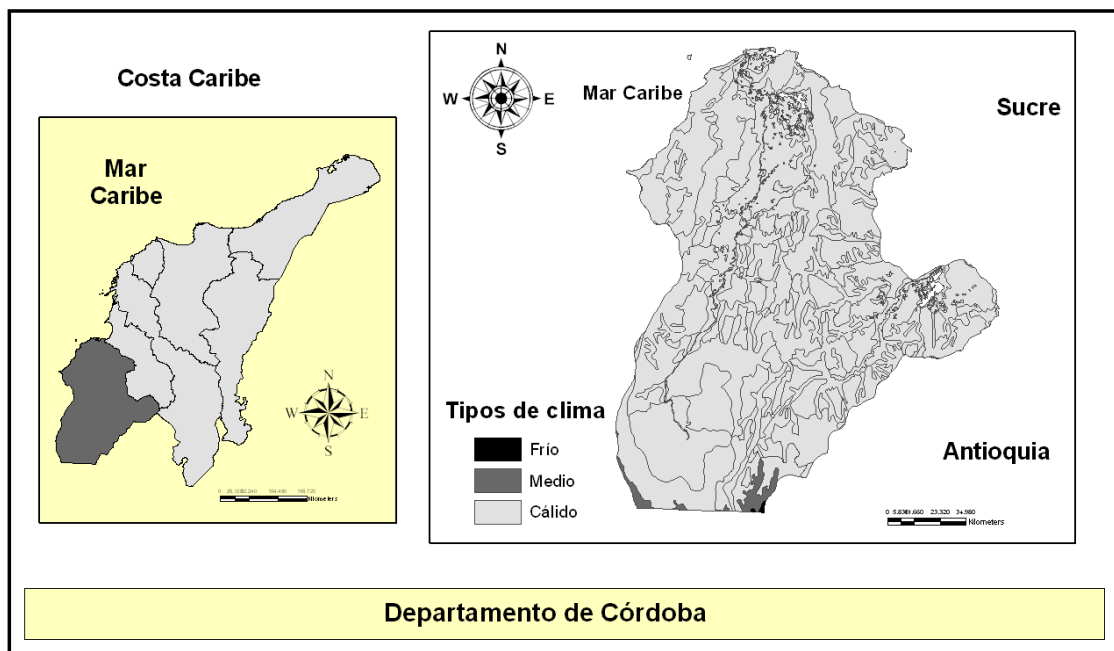 Costa Caribe
Mar
Caribe
N
W E
S
Kilometers
N
W E
S
Mar Caribe
Sucre
Tipos de clima
Frío
Medio
Cálido
Antioquia
Kilometers
Departamento de Córdoba